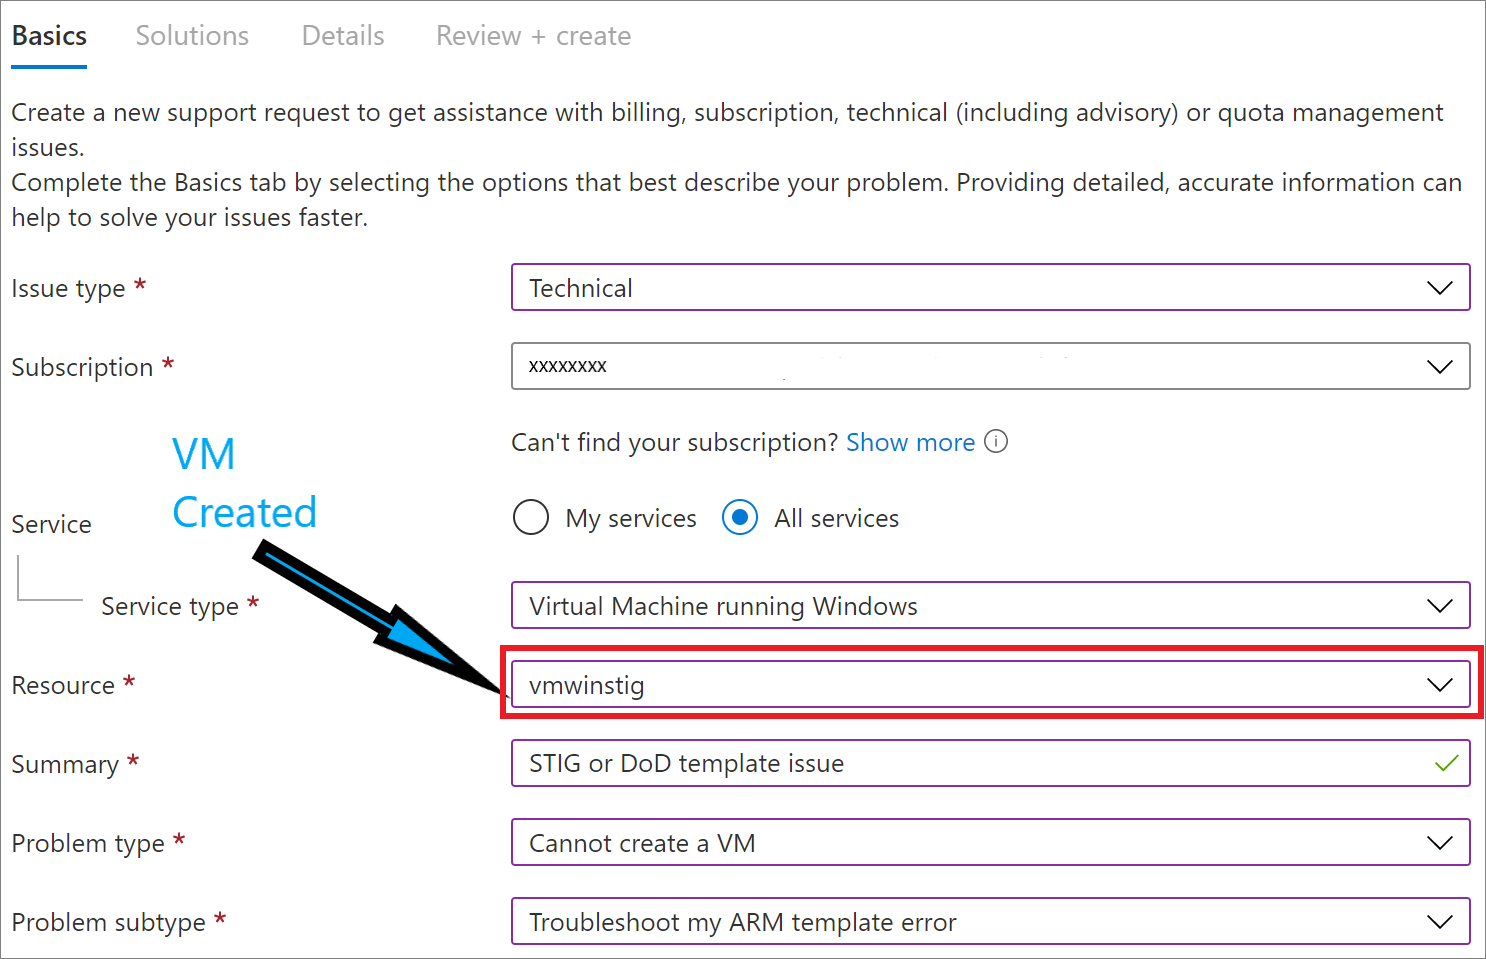 Basics Solutions Details Review + create
Create a new support request to get assistance with billing, subscription, technical (including advisory) or quota management
issues.
Complete the Basics tab by selecting the options that best describe your problem. Providing detailed, accurate information can
help to solve your issues faster.
Issue type * Technical
Subscription * xxxxxxxx
Can't find your subscription? Show more
VM
Created
Service My services All services
Service type * Virtual Machine running Windows
Resource * vmwinstig
Summary * STIG or DoD template issue
Problem type * Cannot create a VM
Problem subtype * Troubleshoot my ARM template error